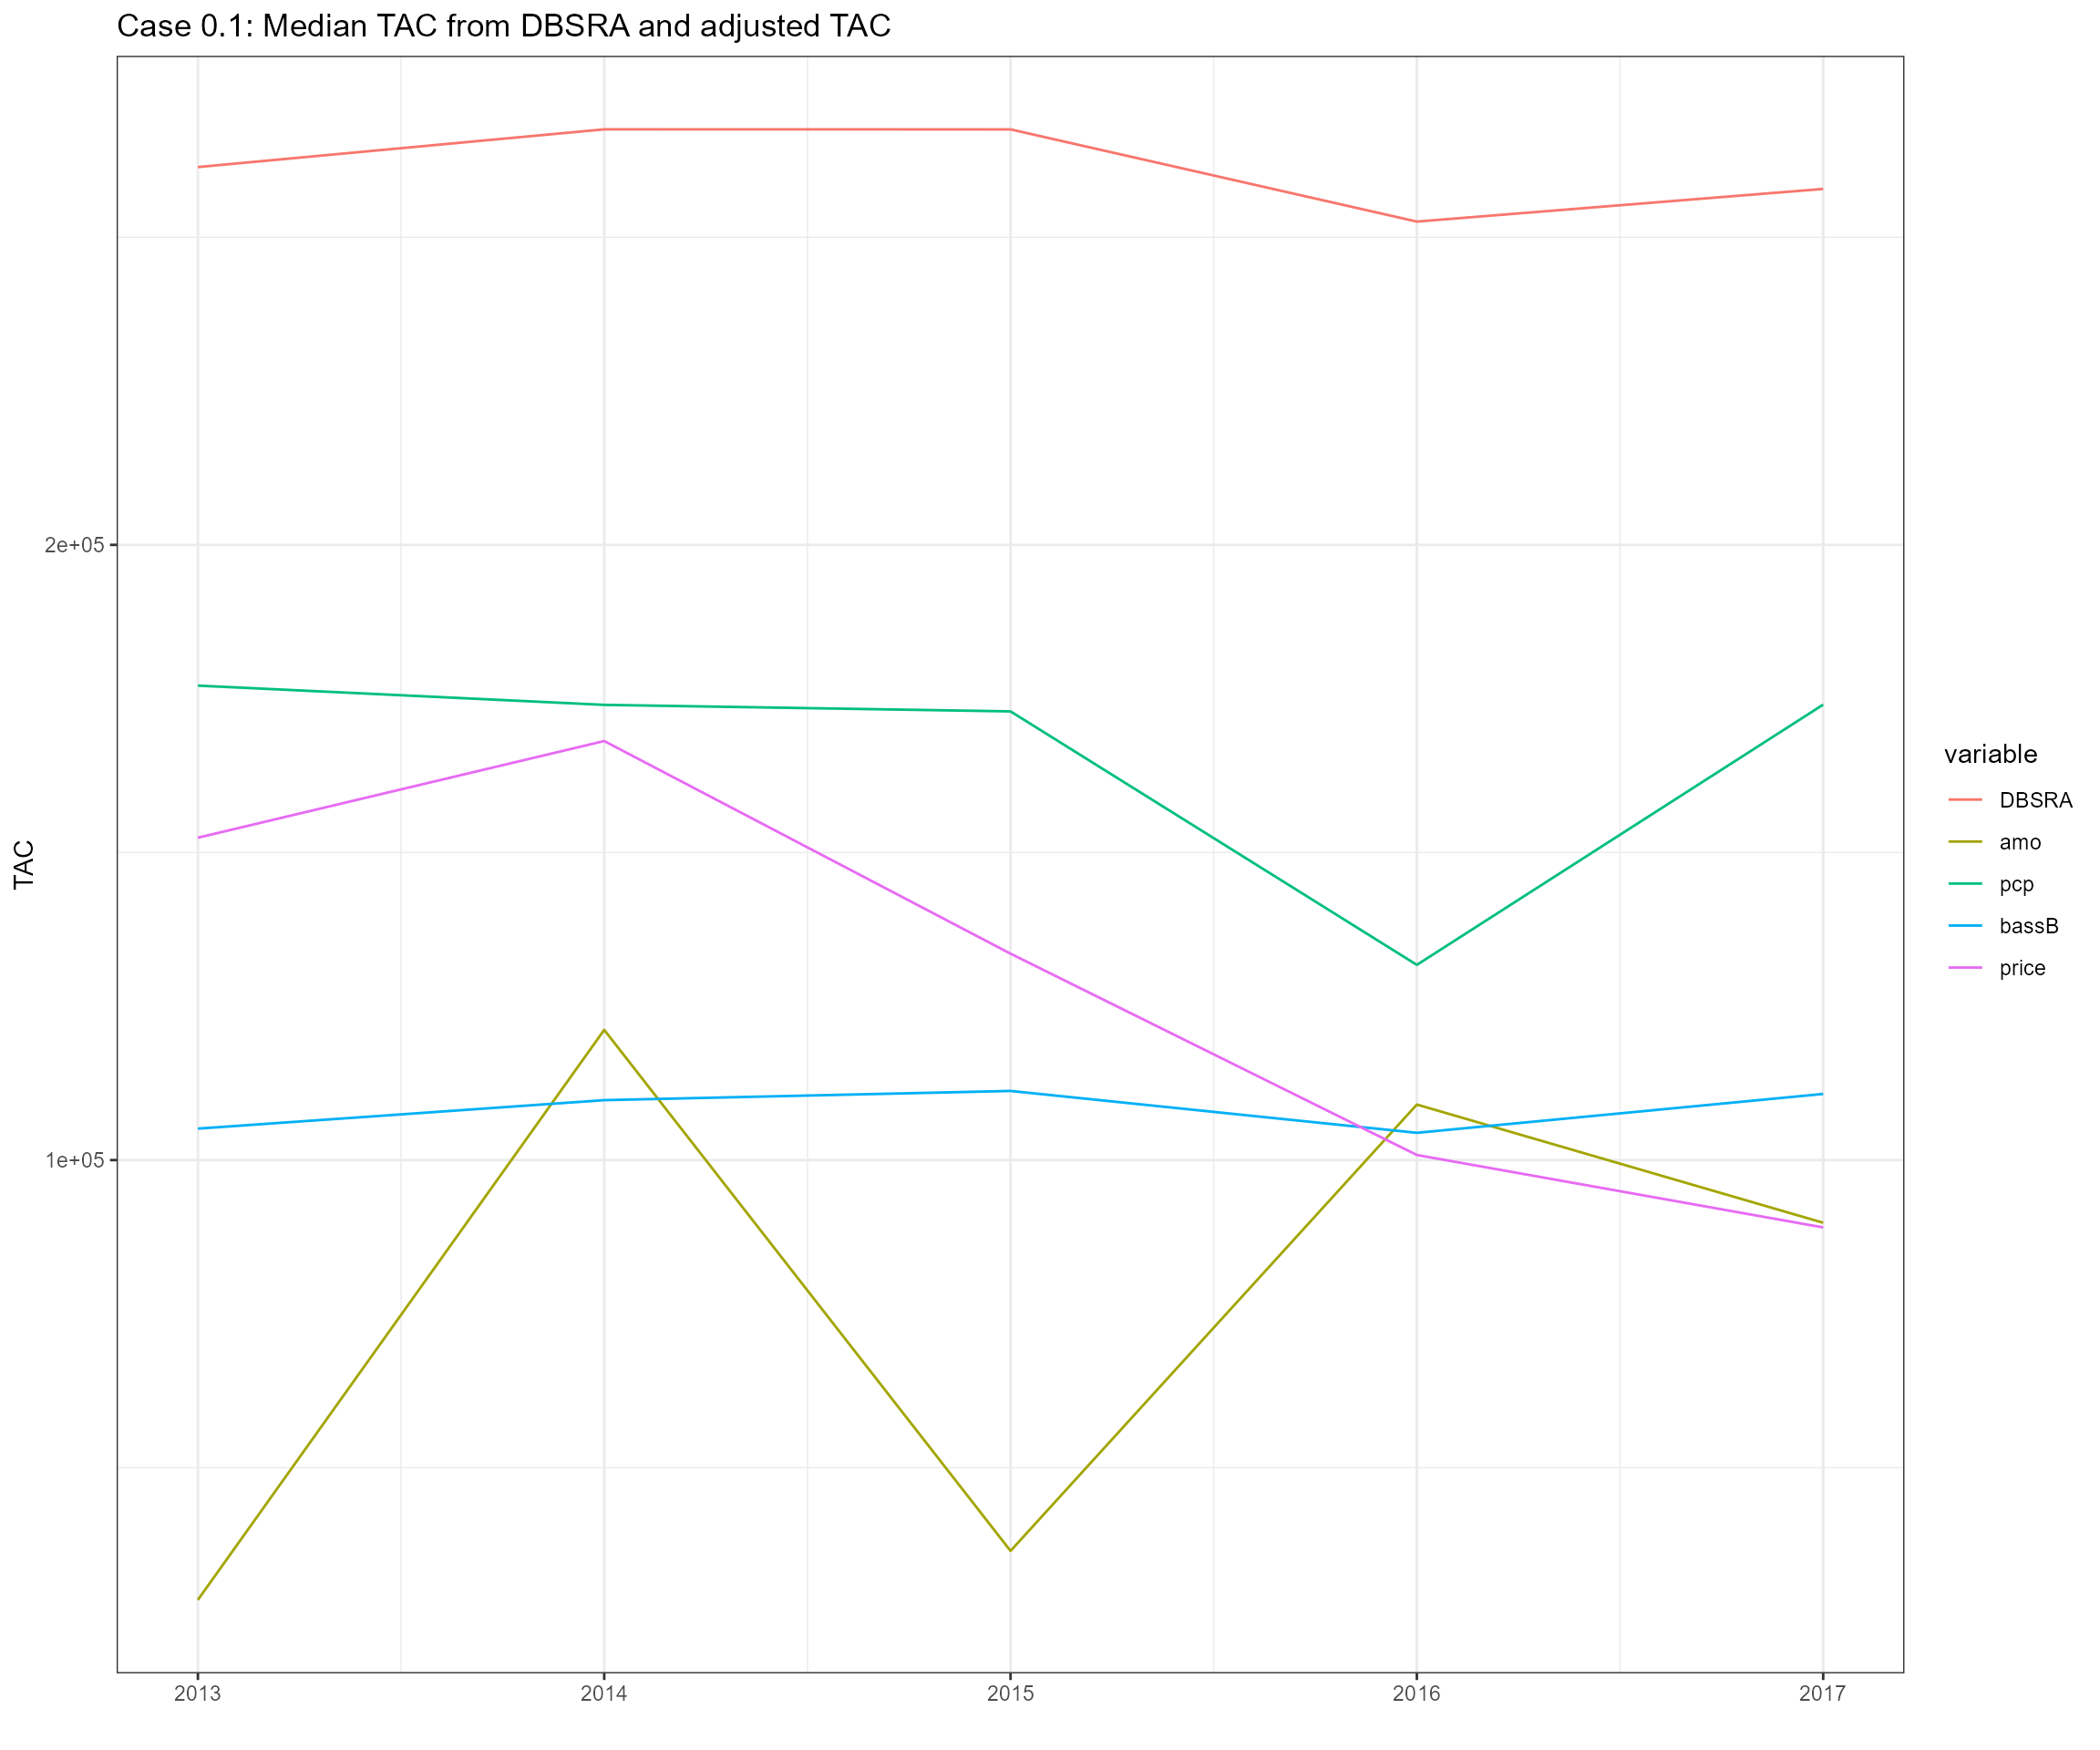 Case 0.1: Median TAC from DBSRA and adjusted TAC
TAC
2e+05
1e+05
2013
2014
2015
2016
2017
variable
DBSRA
amo
pcp
bassB
price